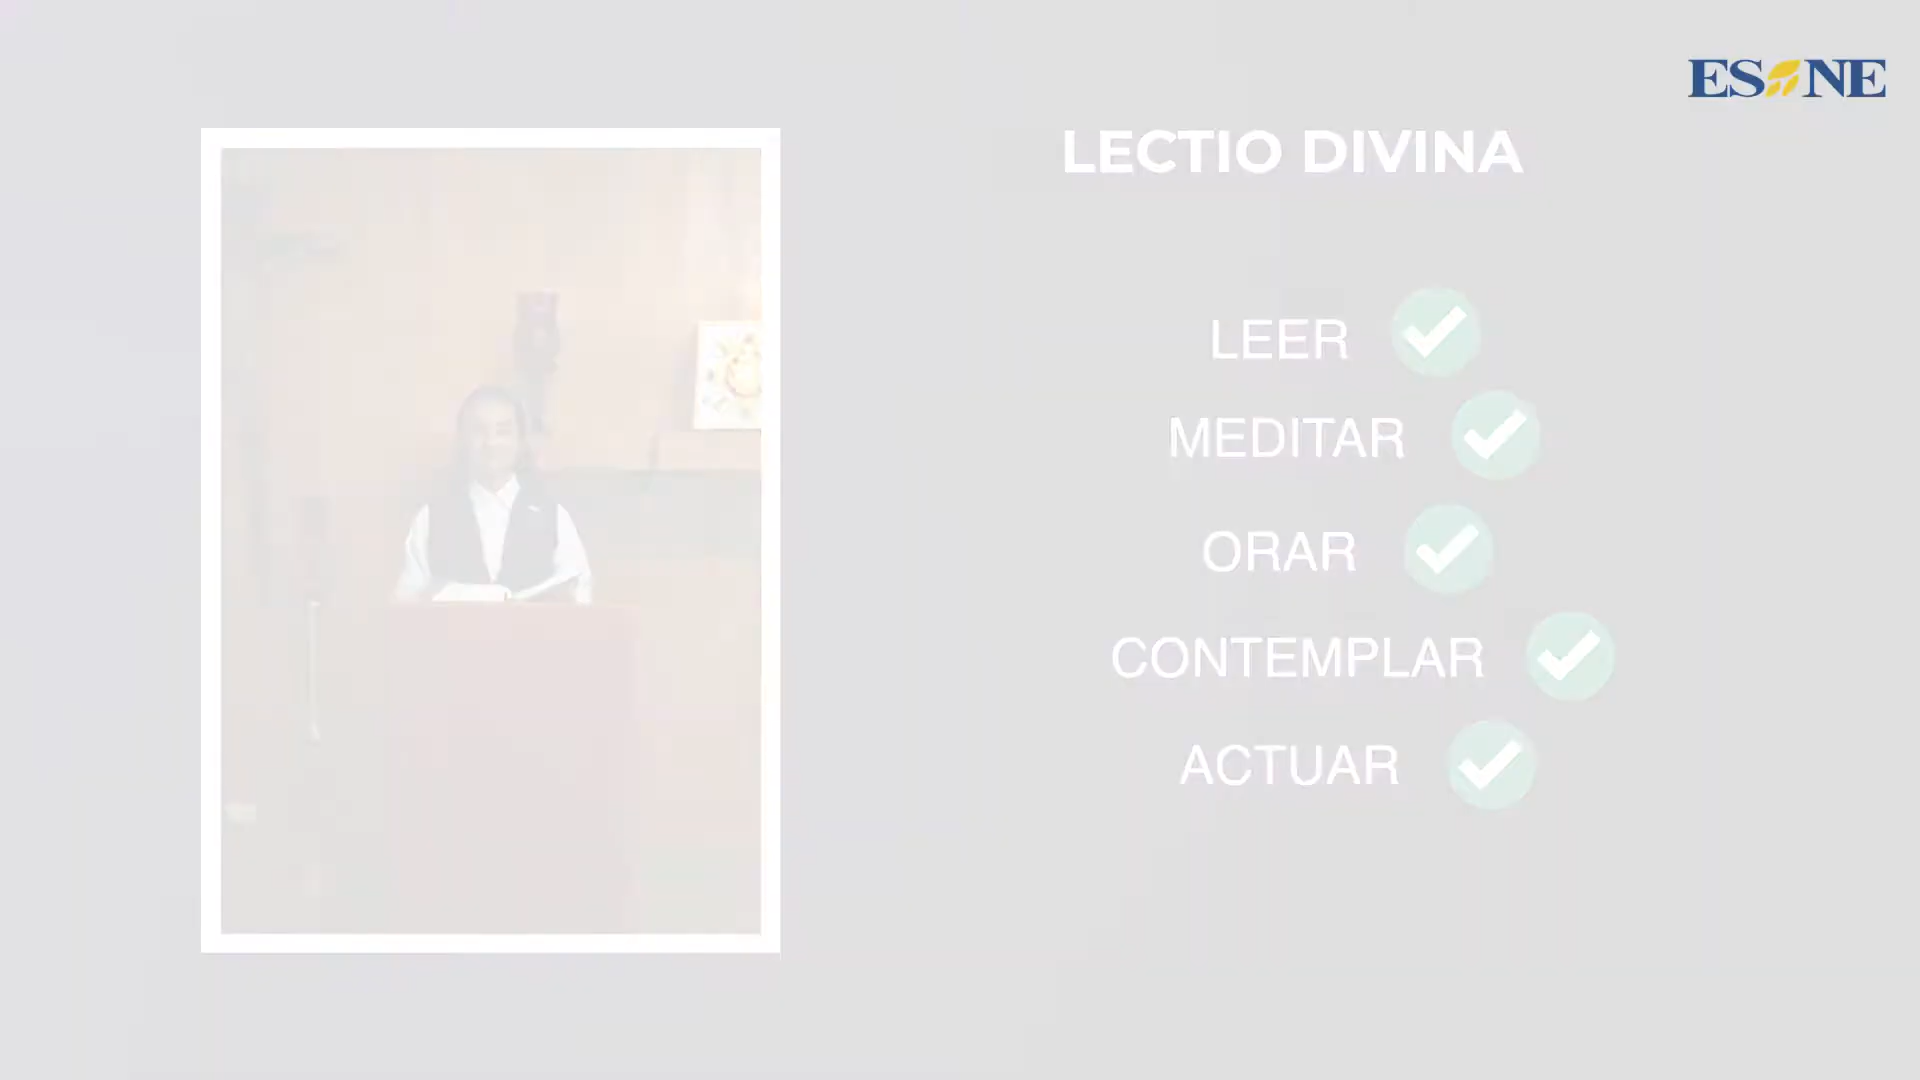 ESNE
LECTIO DIVINA
LEER
MEDITAR
ORAR
CONTEMPLAR
ACTUAR